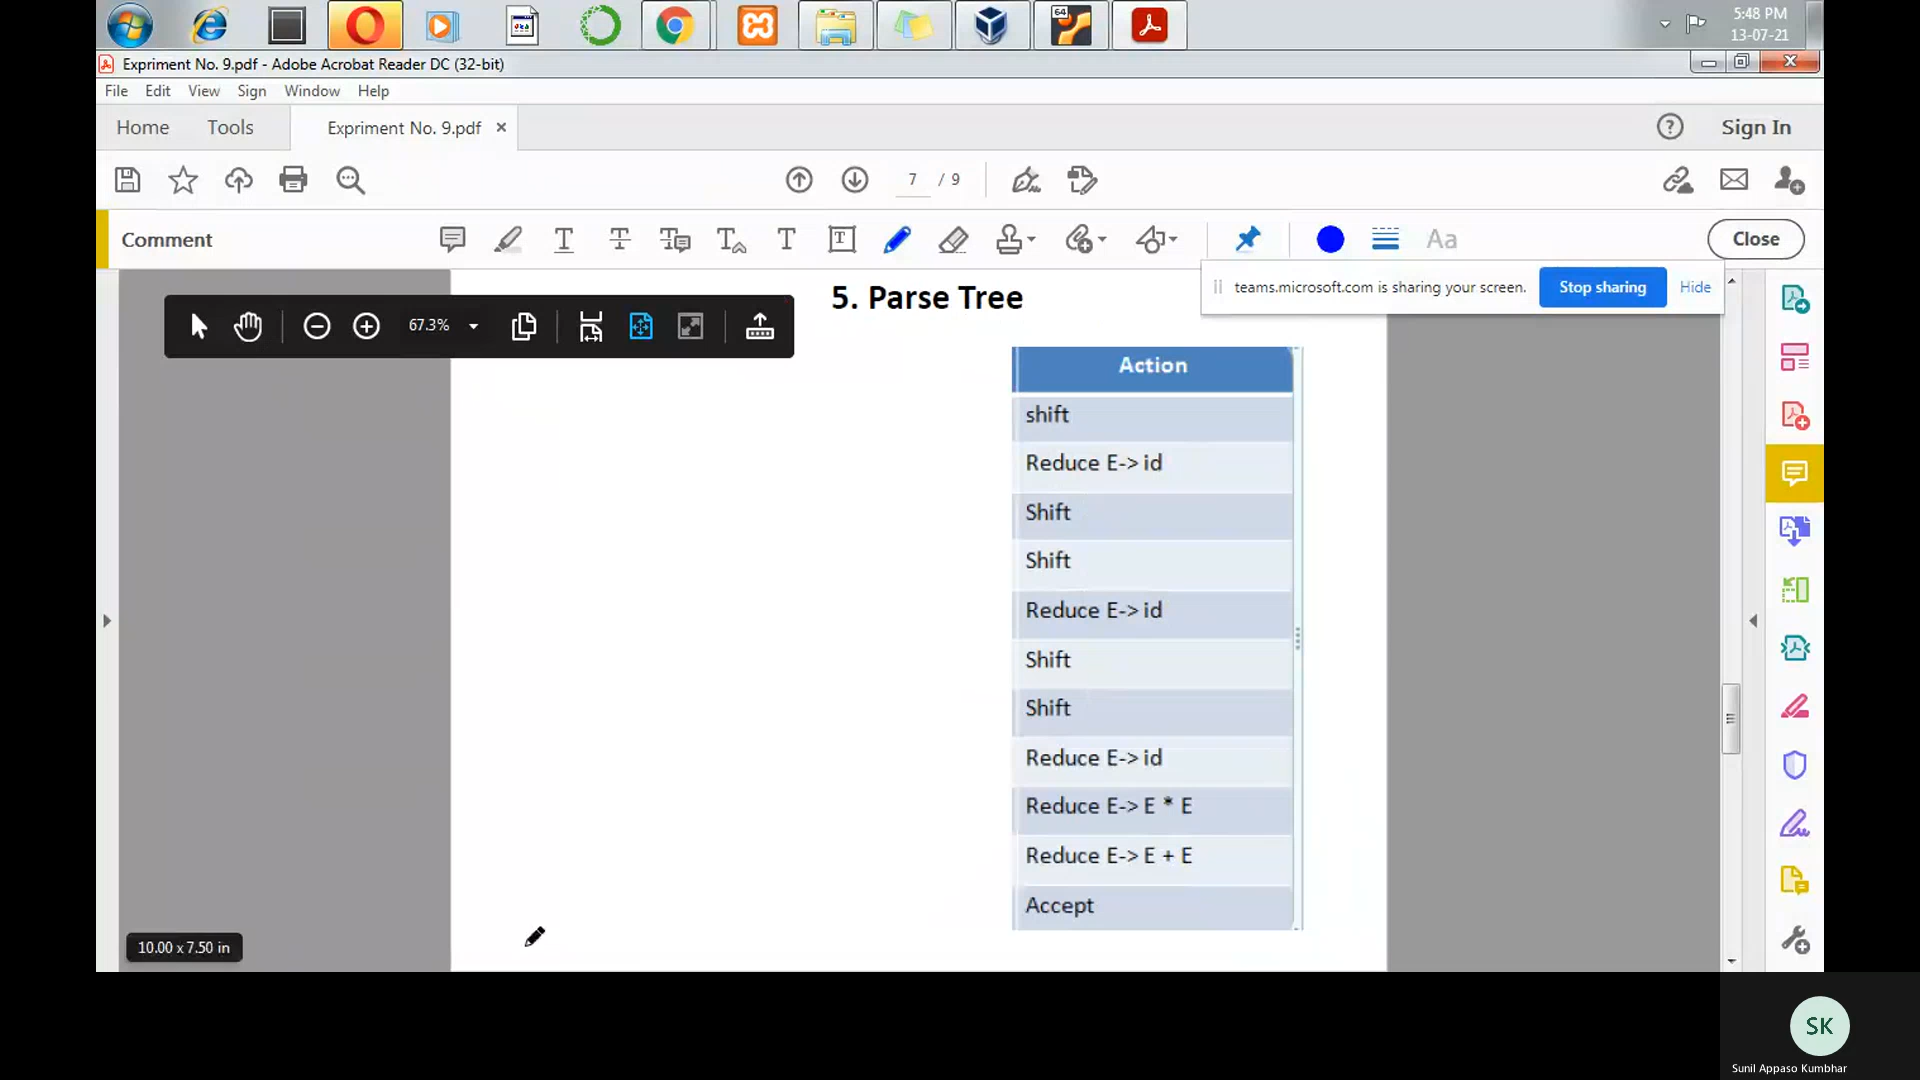 64
5:48 PM
13-07-21
Expriment No. 9.pdf - Adobe Acrobat Reader DC (32-bit)
File Edit View Sign Window Help
Home Tools Expriment No. 9.pdf × Sign In
7 / 9
Comment
Aa
Close
teams.microsoft.com is sharing your screen. Stop sharing Hide
67.3%
5. Parse Tree
Action
shift
Reduce E-> id
Shift
Shift
Reduce E-> id
Shift
Shift
Reduce E-> id
Reduce E-> E * E
Reduce E-> E + E
Accept
10.00 x 7.50 in
SK
Sunil Appaso Kumbhar